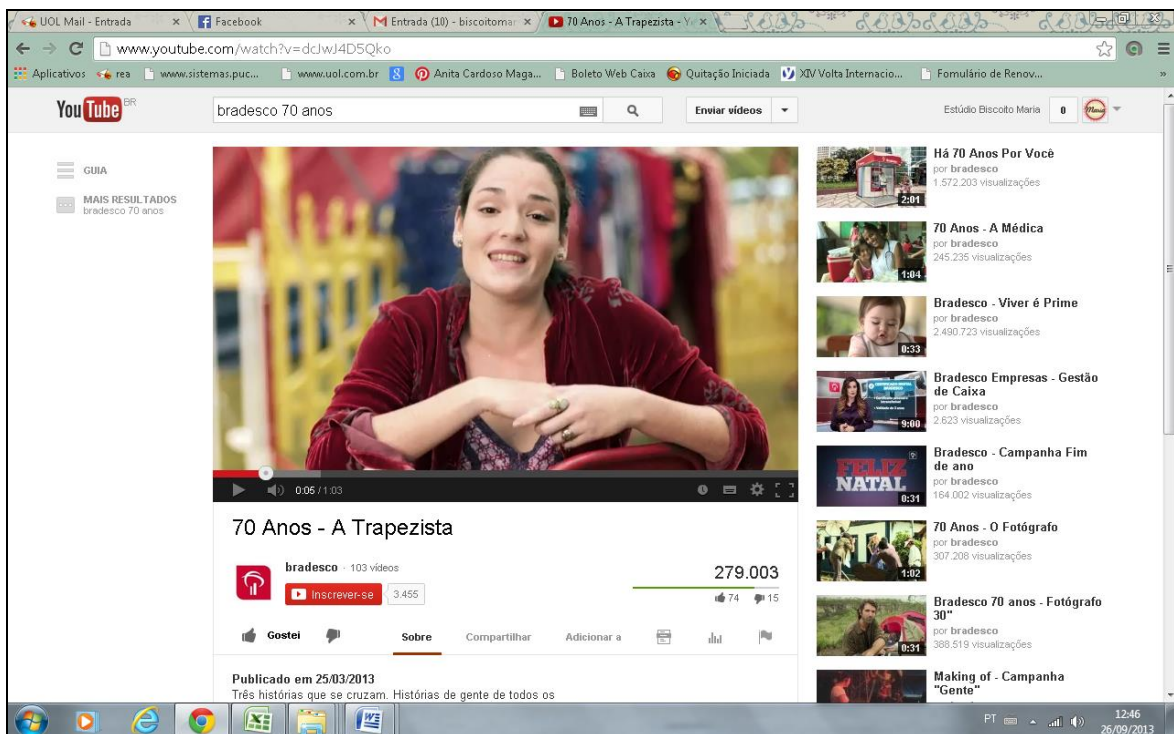 UOL Mail - Entrada
Facebook
Entrada (10) - biscoitomar
70 Anos - A Trapezista - Yo
www.youtube.com/watch?v=dcJwJ4D5Qko
Aplicativos
rea
www.sistemas.puc...
www.uol.com.br
Anita Cardoso Maga...
Boleto Web Caixa
Quitação Iniciada
XIV Volta Internacio...
Fomulário de Renov...
YouTube BR
bradesco 70 anos
Enviar vídeos
Estúdio Biscoito Maria
0
GUIA
MAIS RESULTADOS
bradesco 70 anos
0:05 / 1:03
70 Anos - A Trapezista
bradesco · 103 vídeos
Inscrever-se
3.455
279.003
74
15
Gostei
Sobre
Compartilhar
Adicionar a
Publicado em 25/03/2013
Três histórias que se cruzam. Histórias de gente de todos os
Há 70 Anos Por Você
por bradesco
1.572.203 visualizações
2:01
70 Anos - A Médica
por bradesco
245.235 visualizações
1:04
Bradesco - Viver é Prime
por bradesco
2.490.723 visualizações
0:33
Bradesco Empresas - Gestão
de Caixa
por bradesco
2.623 visualizações
9:00
Bradesco - Campanha Fim
de ano
por bradesco
164.002 visualizações
FELIZ
NATAL
0:31
70 Anos - O Fotógrafo
por bradesco
307.208 visualizações
1:02
Bradesco 70 anos - Fotógrafo
30"
por bradesco
388.519 visualizações
0:31
Making of - Campanha
"Gente"
PT
12:46
26/09/2013